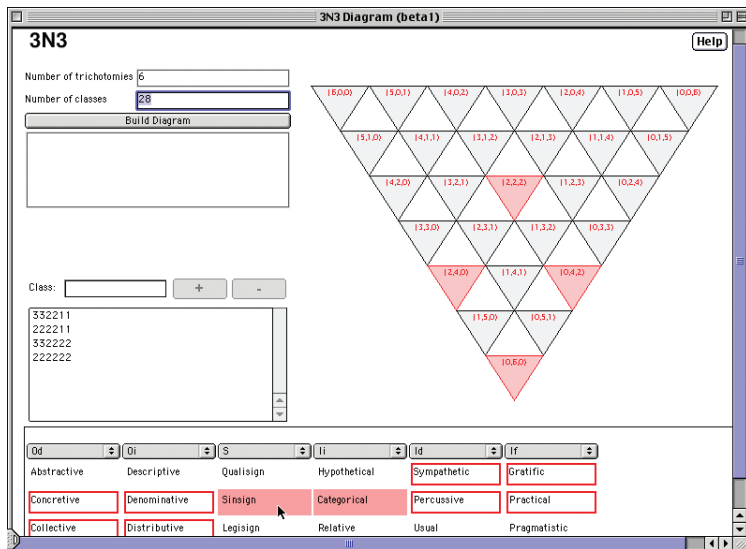 3N3 Diagram (beta1)
3N3
Help
Number of trichotomies 6
Number of classes 28
Build Diagram
(6,0,0) (5,0,1) (4,0,2) (3,0,3) (2,0,4) (1,0,5) (0,0,6)
(5,1,0) (4,1,1) (3,1,2) (2,1,3) (1,1,4) (0,1,5)
(4,2,0) (3,2,1) (2,2,2) (1,2,3) (0,2,4)
(3,3,0) (2,3,1) (1,3,2) (0,3,3)
(2,4,0) (1,4,1) (0,4,2)
(1,5,0) (0,5,1)
(0,6,0)
Class: + -
332211
222211
332222
222222
Od Oi S Ii Id If
Abstractive Descriptive Qualisign Hypothetical Sympathetic Gratific
Concretive Denominative Sinsign Categorical Percussive Practical
Collective Distributive Legisign Relative Usual Pragmatistic